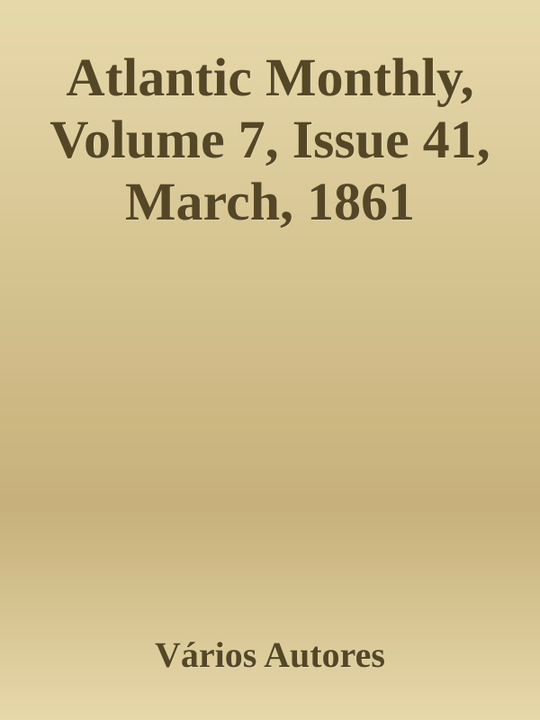 Atlantic Monthly,
Volume 7, Issue 41,
March, 1861
Vários Autores